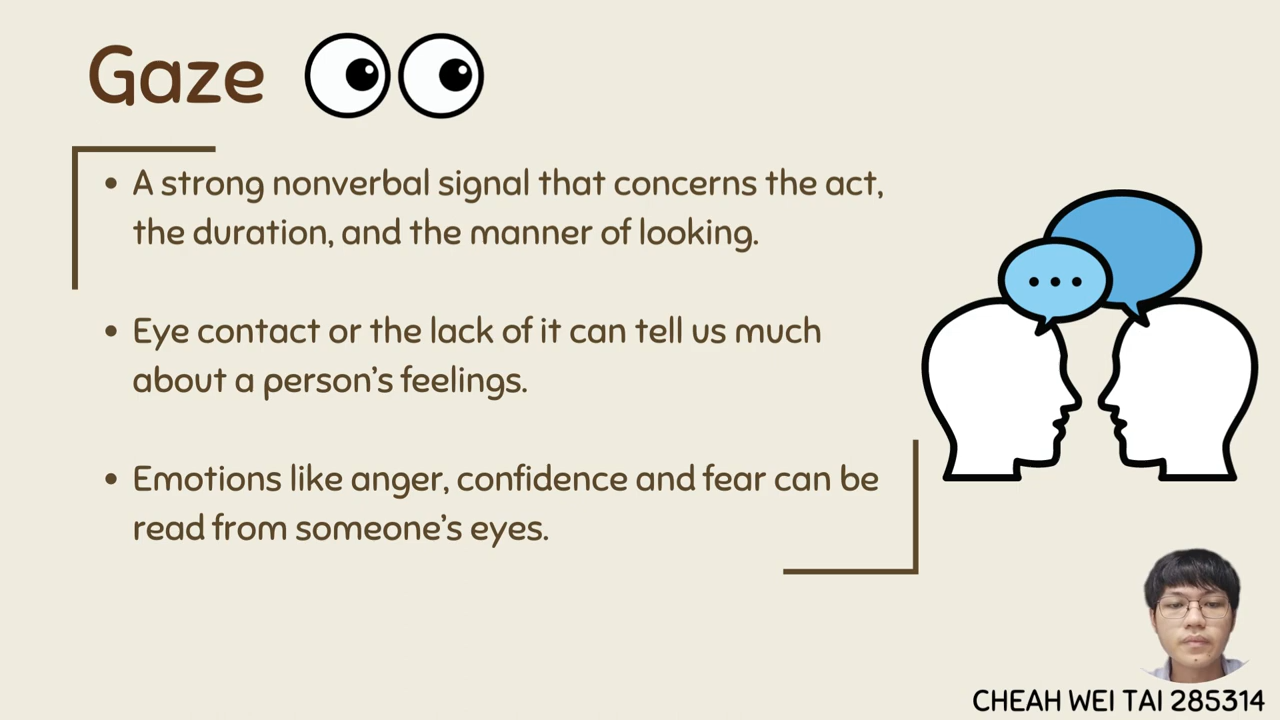 Gaze
• A strong nonverbal signal that concerns the act,
the duration, and the manner of looking.
• Eye contact or the lack of it can tell us much
about a person's feelings.
• Emotions like anger, confidence and fear can be
read from someone's eyes.
CHEAH WEI TAI 285314